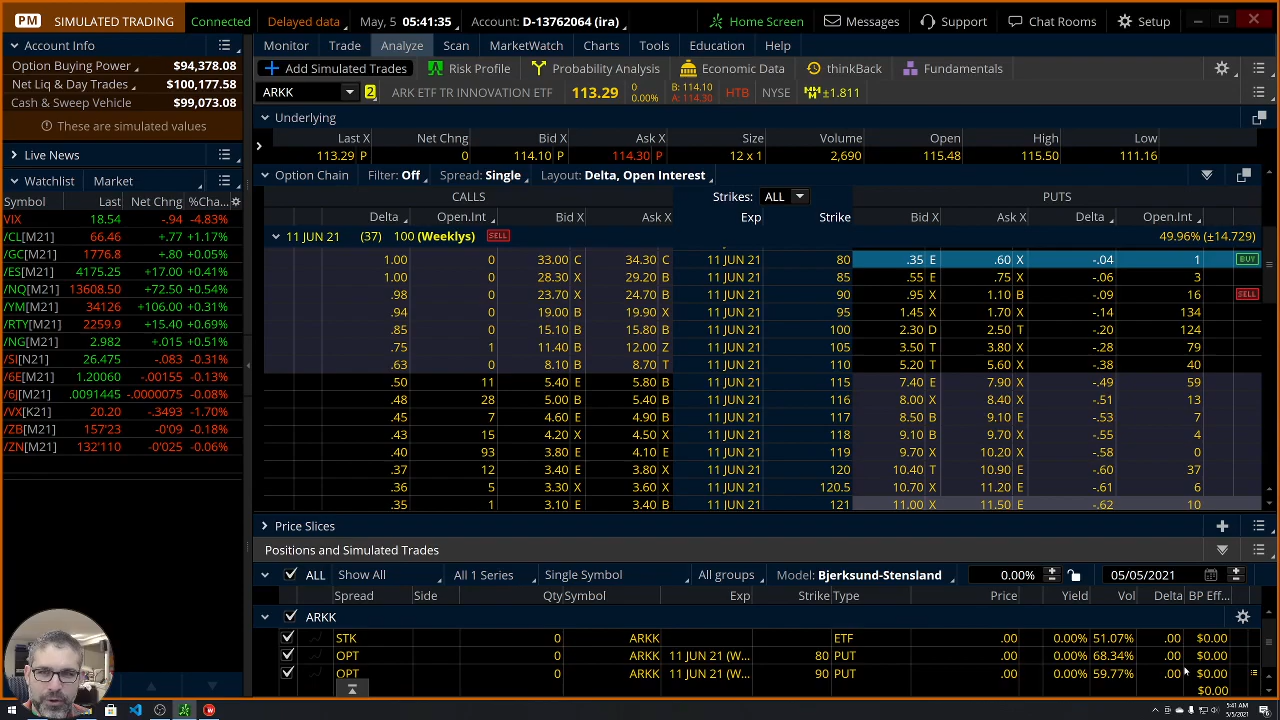 PM SIMULATED TRADING Connected Delayed data May, 5 05:41:35 Account: D-13762064 (ira) Home Screen Messages Support Chat Rooms Setup
Account Info
Option Buying Power $94,378.08
Net Liq & Day Trades $100,177.58
Cash & Sweep Vehicle $99,073.08
These are simulated values
Live News
Watchlist Market
Symbol Last Net Chng %Cha...
VIX 18.54 -.94 -4.83%
/CL[M21] 66.46 +.77 +1.17%
/GC[M21] 1776.8 +.80 +0.05%
/ES[M21] 4175.25 +17.00 +0.41%
/NQ[M21] 13608.50 +72.50 +0.54%
/YM[M21] 34126 +106.00 +0.31%
/RTY[M21] 2259.9 +15.40 +0.69%
/NG[M21] 2.982 +.015 +0.51%
/SI[N21] 26.475 -.083 -0.31%
/6E[M21] 1.20060 -.00155 -0.13%
/6J[M21] .0091445 -.0000075 -0.08%
/VX[K21] 20.20 -.3493 -1.70%
/ZB[M21] 157'23 -0'09 -0.18%
/ZN[M21] 132'110 -0'025 -0.06%
Monitor Trade Analyze Scan MarketWatch Charts Tools Education Help
Add Simulated Trades Risk Profile Probability Analysis Economic Data thinkBack Fundamentals
ARKK 2 ARK ETF TR INNOVATION ETF 113.29 0 0.00% B: 114.10 A: 114.30 HTB NYSE ±1.811
Underlying
Last X Net Chng Bid X Ask X Size Volume Open High Low
113.29 P 0 114.10 P 114.30 P 12 x 1 2,690 115.48 115.50 111.16
Option Chain Filter: Off Spread: Single Layout: Delta, Open Interest
CALLS Strikes: ALL PUTS
Delta Open.Int Bid X Ask X Exp Strike Bid X Ask X Delta Open.Int
11 JUN 21 (37) 100 (Weeklys) SELL 49.96% (±14.729)
1.00 0 33.00 C 34.30 C 11 JUN 21 80 .35 E .60 X -.04 1 BUY
1.00 0 28.30 X 29.20 B 11 JUN 21 85 .55 E .75 X -.06 3
.98 0 23.70 X 24.70 B 11 JUN 21 90 .95 X 1.10 B -.09 16 SELL
.94 0 19.00 B 19.90 X 11 JUN 21 95 1.45 X 1.70 B -.14 134
.85 0 15.10 B 15.80 B 11 JUN 21 100 2.30 D 2.50 T -.20 124
.75 1 11.40 B 12.00 Z 11 JUN 21 105 3.50 T 3.80 X -.28 79
.63 0 8.10 B 8.70 T 11 JUN 21 110 5.20 T 5.60 X -.38 40
.50 11 5.40 E 5.80 B 11 JUN 21 115 7.40 E 7.90 X -.49 59
.48 28 5.00 B 5.40 B 11 JUN 21 116 8.00 X 8.40 X -.51 13
.45 7 4.60 E 4.90 B 11 JUN 21 117 8.50 B 9.10 E -.53 7
.43 15 4.20 X 4.50 X 11 JUN 21 118 9.10 B 9.70 E -.55 4
.40 93 3.80 E 4.10 E 11 JUN 21 119 9.70 X 10.20 X -.58 0
.37 12 3.40 E 3.80 X 11 JUN 21 120 10.40 T 10.90 E -.60 37
.36 5 3.30 X 3.60 X 11 JUN 21 120.5 10.70 X 11.20 E -.61 6
.35 1 3.10 E 3.40 B 11 JUN 21 121 11.00 X 11.50 E -.62 10
Price Slices
Positions and Simulated Trades
ALL Show All All 1 Series Single Symbol All groups Model: Bjerksund-Stensland 0.00% 05/05/2021
Spread Side Qty Symbol Exp Strike Type Price Yield Vol Delta BP Eff...
ARKK
STK 0 ARKK ETF .00 0.00% 51.07% .00 $0.00
OPT 0 ARKK 11 JUN 21 (W... 80 PUT .00 0.00% 68.34% .00 $0.00
OPT 0 ARKK 11 JUN 21 (W... 90 PUT .00 0.00% 59.77% .00 $0.00
$0.00
5:41 AM
5/5/2021